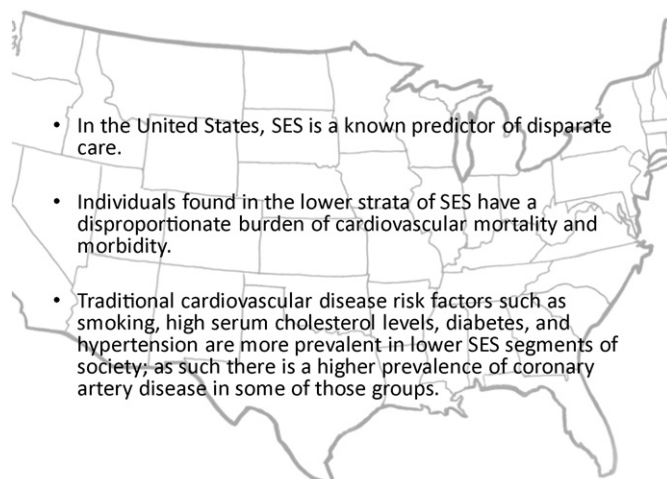 • In the United States, SES is a known predictor of disparate
care.
• Individuals found in the lower strata of SES have a
disproportionate burden of cardiovascular mortality and
morbidity.
• Traditional cardiovascular disease risk factors such as
smoking, high serum cholesterol levels, diabetes, and
hypertension are more prevalent in lower SES segments of
society; as such there is a higher prevalence of coronary
artery disease in some of those groups.